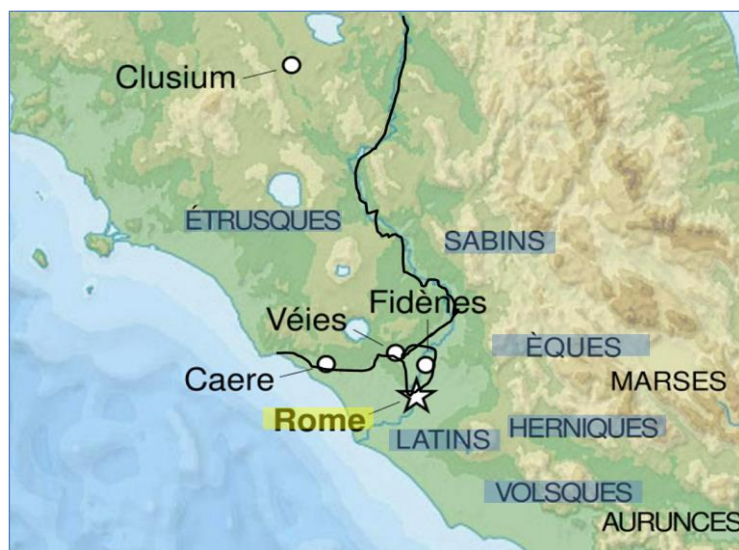 Clusium
ÉTRUSQUES
SABINS
Fidènes
Véies
ÈQUES
Caere
MARSES
Rome
HERNIQUES
LATINS
VOLSQUES
AURUNCES